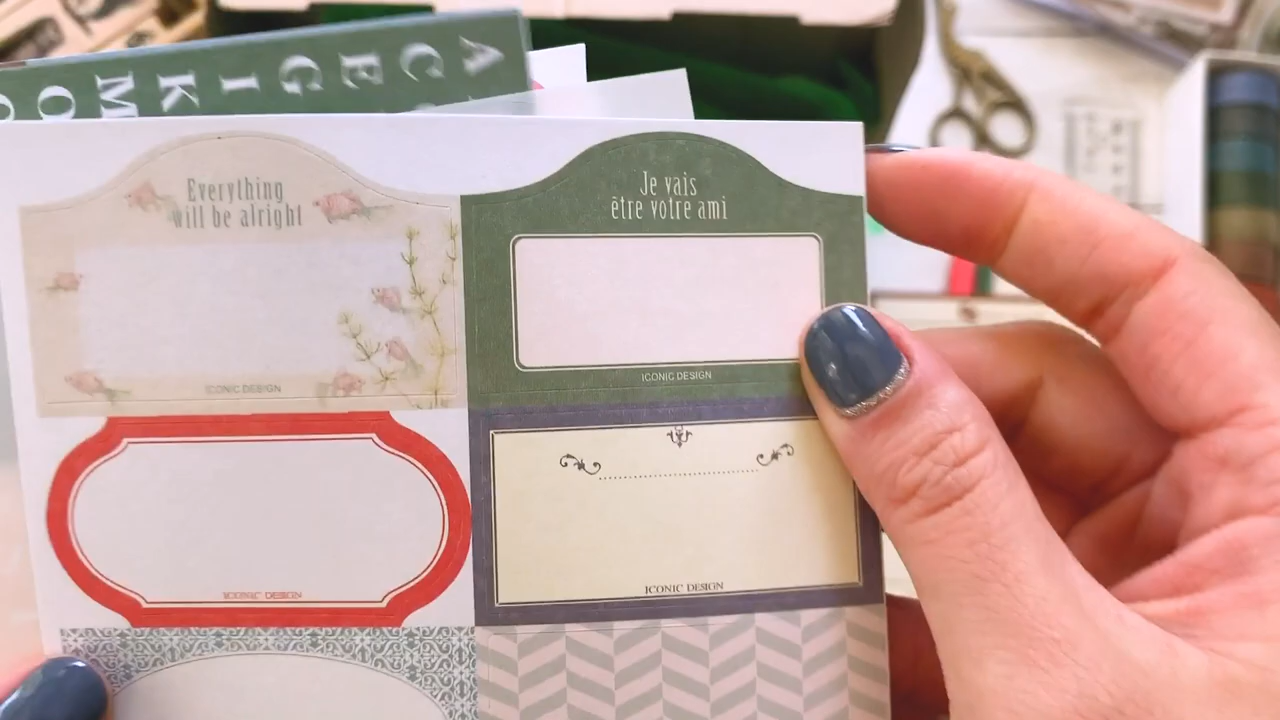 A C E G I K M O
Everything
will be alright
ICONIC DESIGN
Je vais
être votre ami
ICONIC DESIGN
ICONIC DESIGN
ICONIC DESIGN